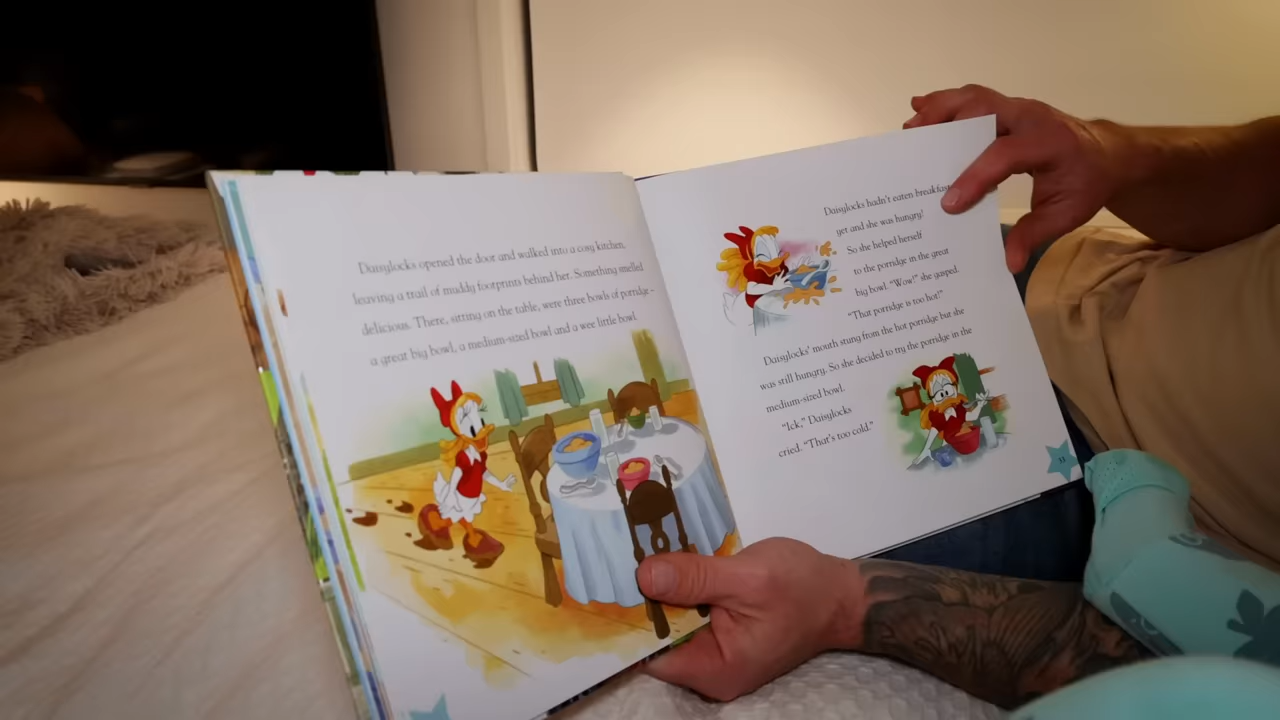 Daisylocks opened the door and walked into a cosy kitchen,
leaving a trail of muddy footprints behind her. Something smelled
delicious. There, sitting on the table, were three bowls of porridge -
a great big bowl, a medium-sized bowl and a wee little bowl.
Daisylocks hadn't eaten breakfast
yet and she was hungry!
So she helped herself
to the porridge in the great
big bowl. "Wow!" she gasped.
"That porridge is too hot!"
Daisylocks' mouth stung from the hot porridge but she
was still hungry. So she decided to try the porridge in the
medium-sized bowl.
"Ick," Daisylocks
cried. "That's too cold."
11